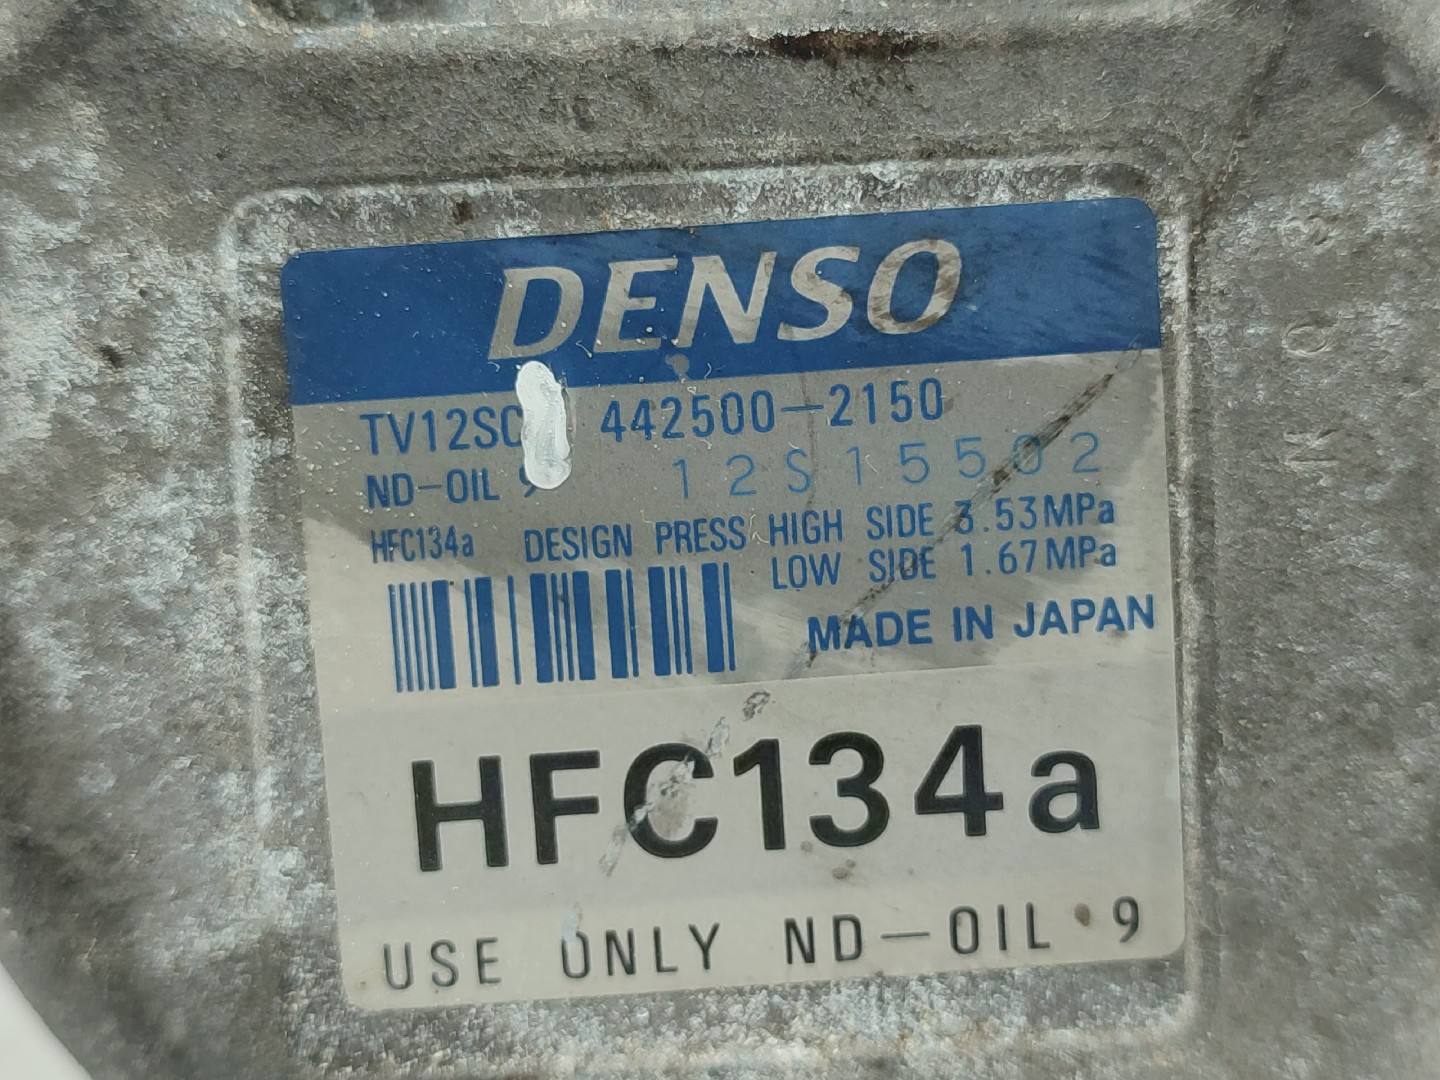 DENSO
TV12SC 442500-2150
ND-OIL 9 12S15502
HFC134a DESIGN PRESS HIGH SIDE 3.53MPa
LOW SIDE 1.67MPa
MADE IN JAPAN
HFC134a
USE ONLY ND-OIL 9